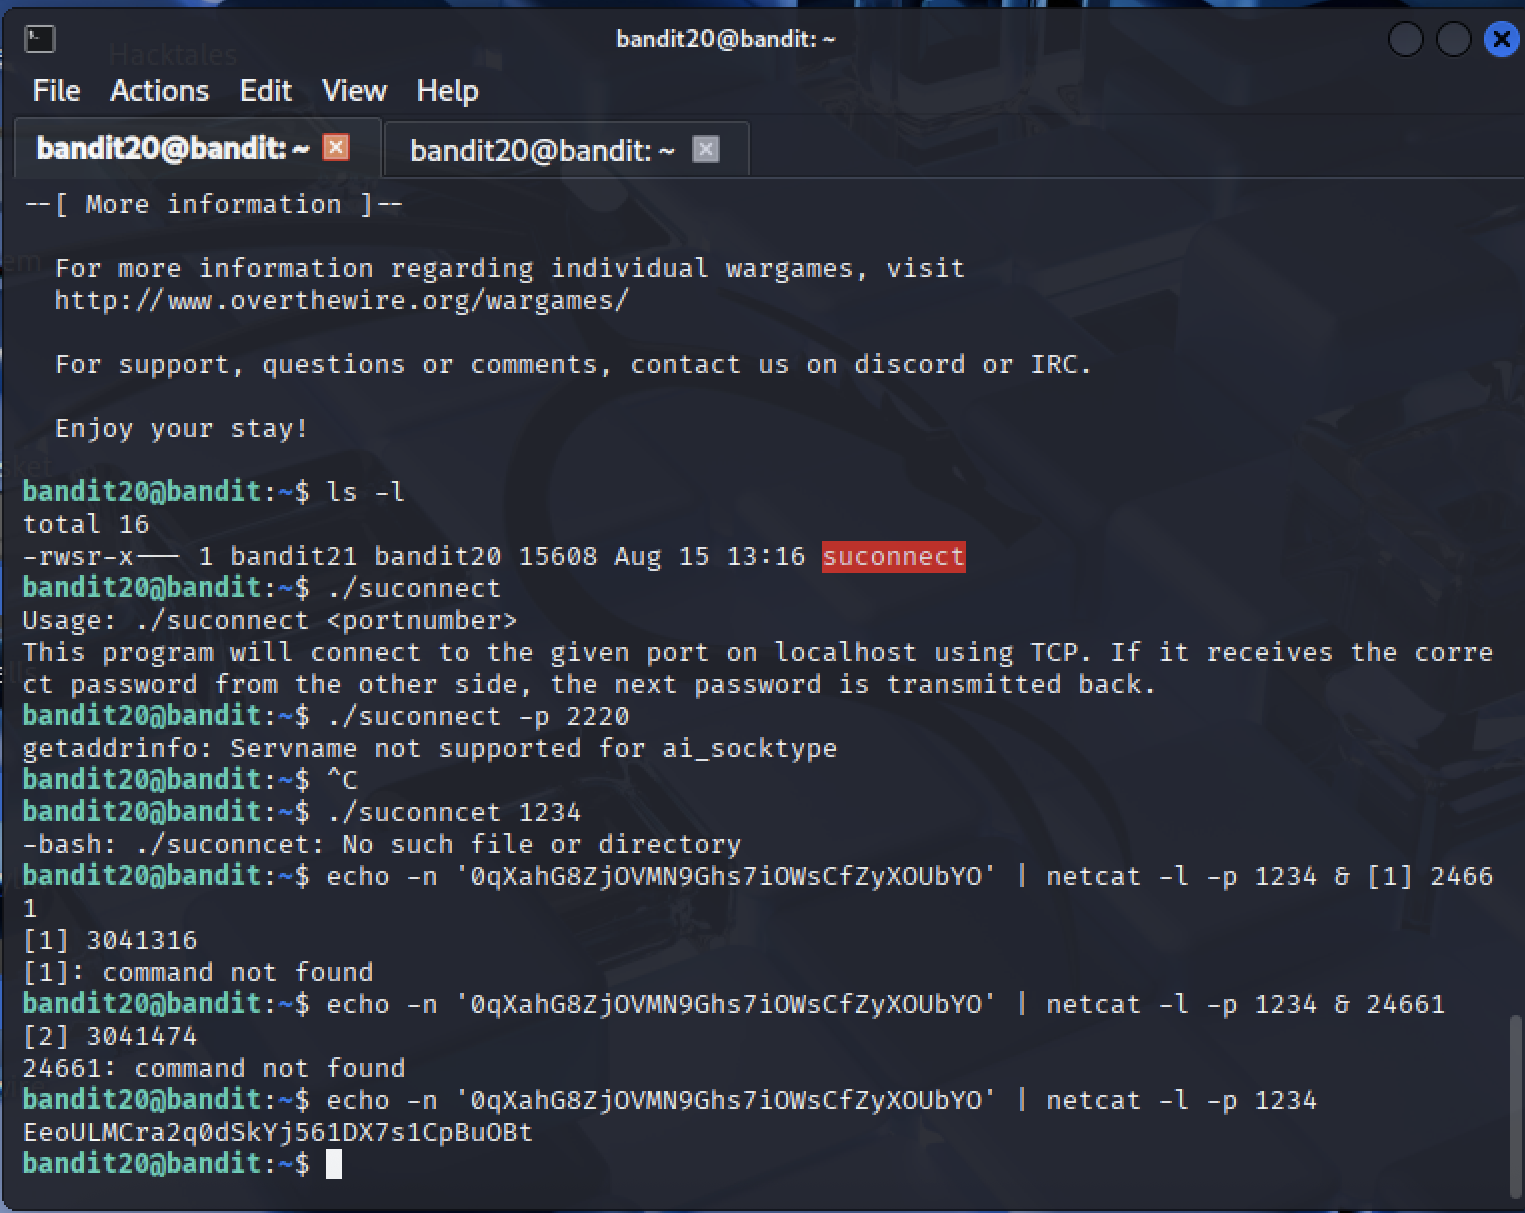 Hacktales
bandit20@bandit: ~
File Actions Edit View Help
bandit20@bandit: ~ bandit20@bandit: ~
--[ More information ]--
For more information regarding individual wargames, visit
http://www.overthewire.org/wargames/
For support, questions or comments, contact us on discord or IRC.
Enjoy your stay!
bandit20@bandit:~$ ls -l
total 16
-rwsr-x--- 1 bandit21 bandit20 15608 Aug 15 13:16 suconnect
bandit20@bandit:~$ ./suconnect
Usage: ./suconnect <portnumber>
This program will connect to the given port on localhost using TCP. If it receives the corre
ct password from the other side, the next password is transmitted back.
bandit20@bandit:~$ ./suconnect -p 2220
getaddrinfo: Servname not supported for ai_socktype
bandit20@bandit:~$ ^C
bandit20@bandit:~$ ./suconncet 1234
-bash: ./suconncet: No such file or directory
bandit20@bandit:~$ echo -n '0qXahG8ZjOVMN9Ghs7iOWsCfZyXOUbYO' | netcat -l -p 1234 & [1] 2466
1
[1] 3041316
[1]: command not found
bandit20@bandit:~$ echo -n '0qXahG8ZjOVMN9Ghs7iOWsCfZyXOUbYO' | netcat -l -p 1234 & 24661
[2] 3041474
24661: command not found
bandit20@bandit:~$ echo -n '0qXahG8ZjOVMN9Ghs7iOWsCfZyXOUbYO' | netcat -l -p 1234
EeoULMCra2q0dSkYj561DX7s1CpBuOBt
bandit20@bandit:~$